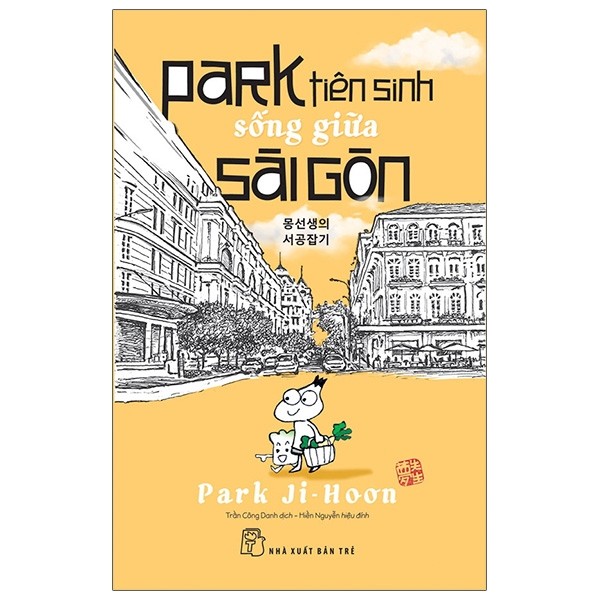 Park tiên sinh
sống giữa
SÀI GÒN
몽선생의
서공잡기
Park Ji-Hoon
Trần Công Danh dịch – Hiền Nguyễn hiệu đính
NHÀ XUẤT BẢN TRẺ